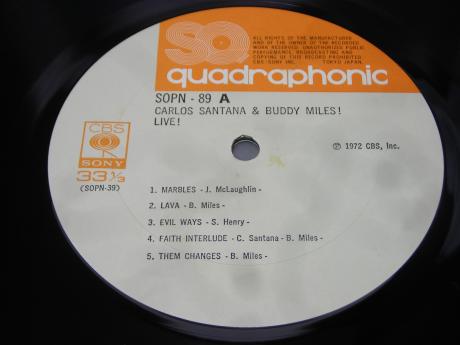 SQ
quadraphonic
ALL RIGHTS OF THE MANUFACTURER
AND OF THE OWNER OF THE RECORDED
WORK RESERVED. UNAUTHORIZED PUBLIC
PERFORMANCE, BROADCASTING AND
COPYING OF THIS RECORD PROHIBITED
CBS/SONY INC. TOKYO JAPAN.
SOPN - 89 A
CARLOS SANTANA & BUDDY MILES!
LIVE!
℗ 1972 CBS, Inc.
CBS
SONY
33 1/3
(SOPN-39)
1. MARBLES - J. McLaughlin -
2. LAVA - B. Miles -
3. EVIL WAYS - S. Henry -
4. FAITH INTERLUDE - C. Santana - B. Miles -
5. THEM CHANGES - B. Miles -